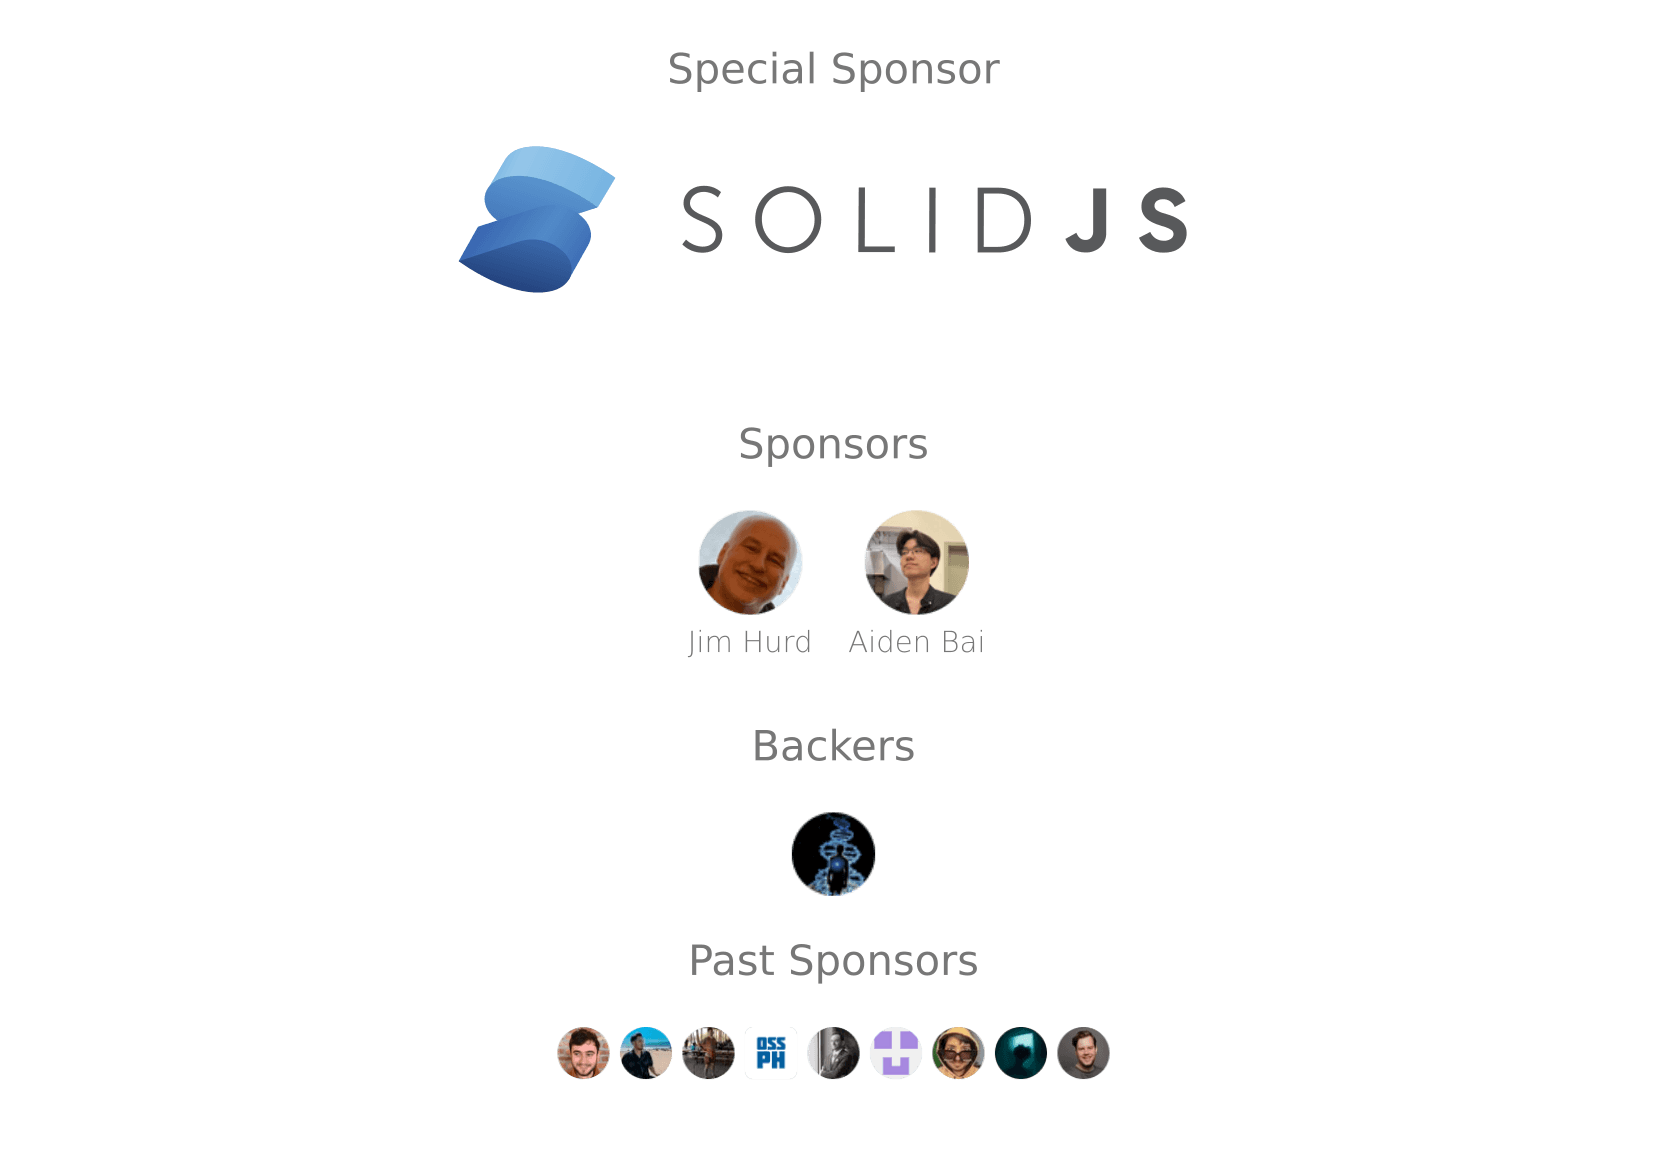 Special Sponsor
SOLIDJS
Sponsors
Jim Hurd
Aiden Bai
Backers
Past Sponsors
OSS
PH